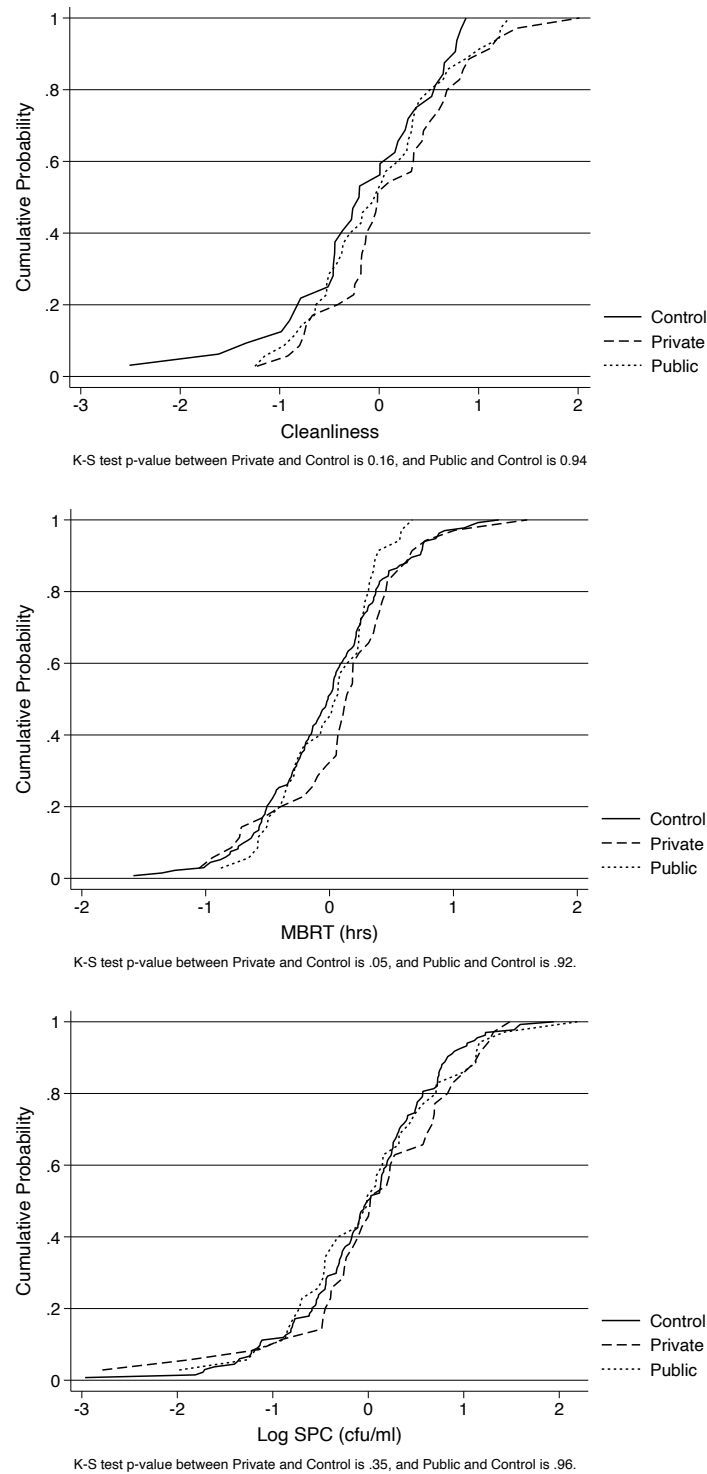 1
.8
.6
.4
.2
0
Cumulative Probability
-3 -2 -1 0 1 2
Cleanliness
Control
Private
Public
K-S test p-value between Private and Control is 0.16, and Public and Control is 0.94
1
.8
.6
.4
.2
0
Cumulative Probability
-2 -1 0 1 2
MBRT (hrs)
Control
Private
Public
K-S test p-value between Private and Control is .05, and Public and Control is .92.
1
.8
.6
.4
.2
0
Cumulative Probability
-3 -2 -1 0 1 2
Log SPC (cfu/ml)
Control
Private
Public
K-S test p-value between Private and Control is .35, and Public and Control is .96.